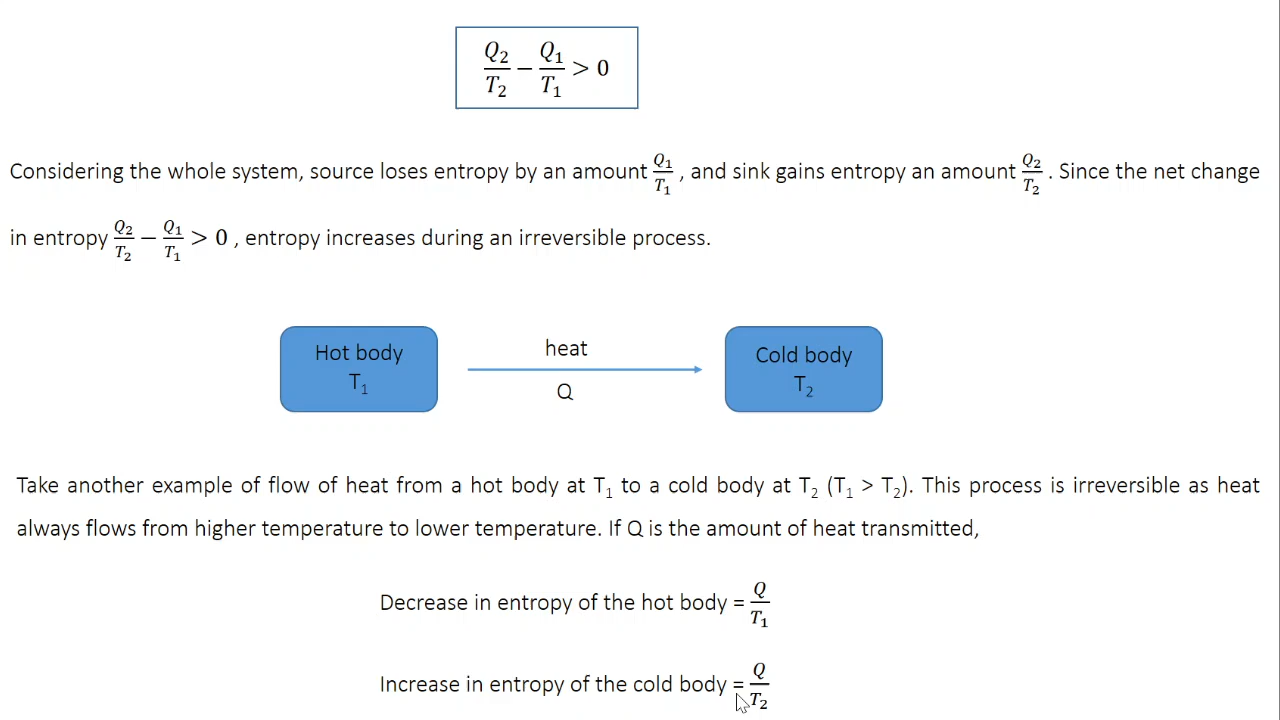 Q₂/T₂ − Q₁/T₁ > 0
Considering the whole system, source loses entropy by an amount Q₁/T₁ , and sink gains entropy an amount Q₂/T₂ . Since the net change
in entropy Q₂/T₂ − Q₁/T₁ > 0 , entropy increases during an irreversible process.
Hot body
T₁
heat
Q
Cold body
T₂
Take another example of flow of heat from a hot body at T₁ to a cold body at T₂ (T₁ > T₂). This process is irreversible as heat
always flows from higher temperature to lower temperature. If Q is the amount of heat transmitted,
Decrease in entropy of the hot body = Q/T₁
Increase in entropy of the cold body = Q/T₂